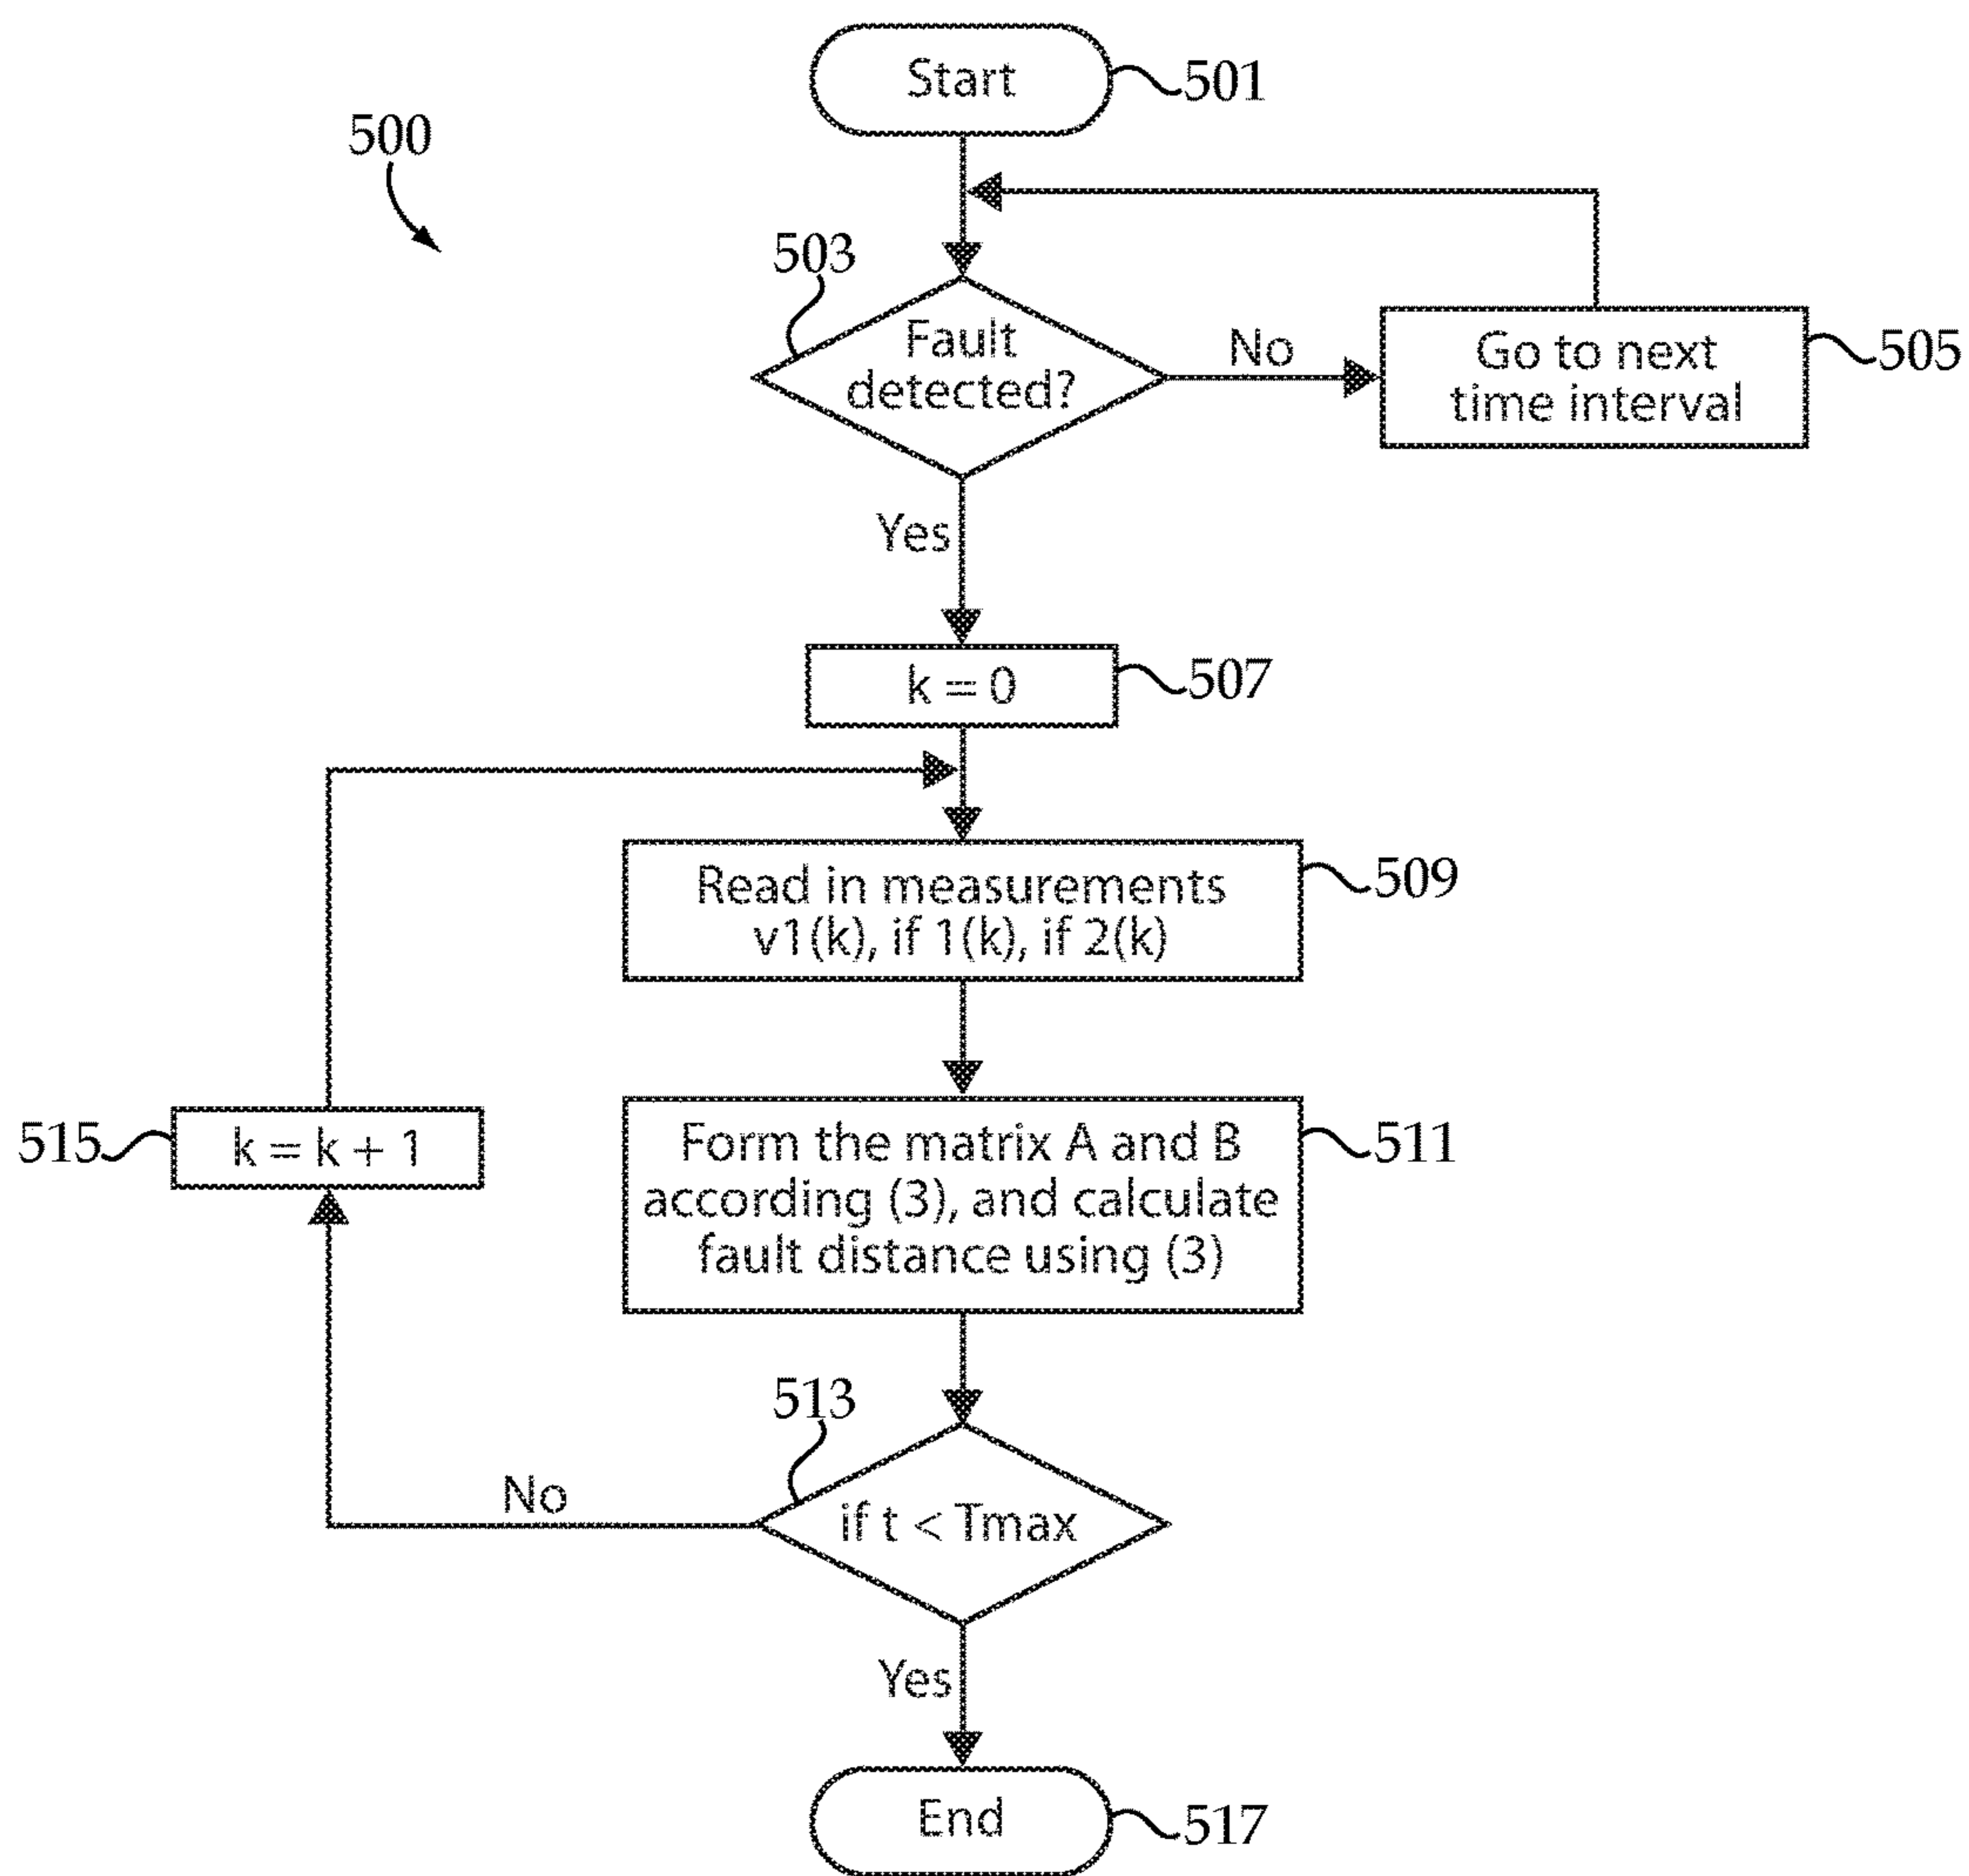 Start
501
500
503
Fault
detected?
No
Go to next
time interval
505
Yes
k = 0
507
Read in measurements
v1(k), if 1(k), if 2(k)
509
515
k = k + 1
Form the matrix A and B
according (3), and calculate
fault distance using (3)
511
513
No
if t < Tmax
Yes
End
517